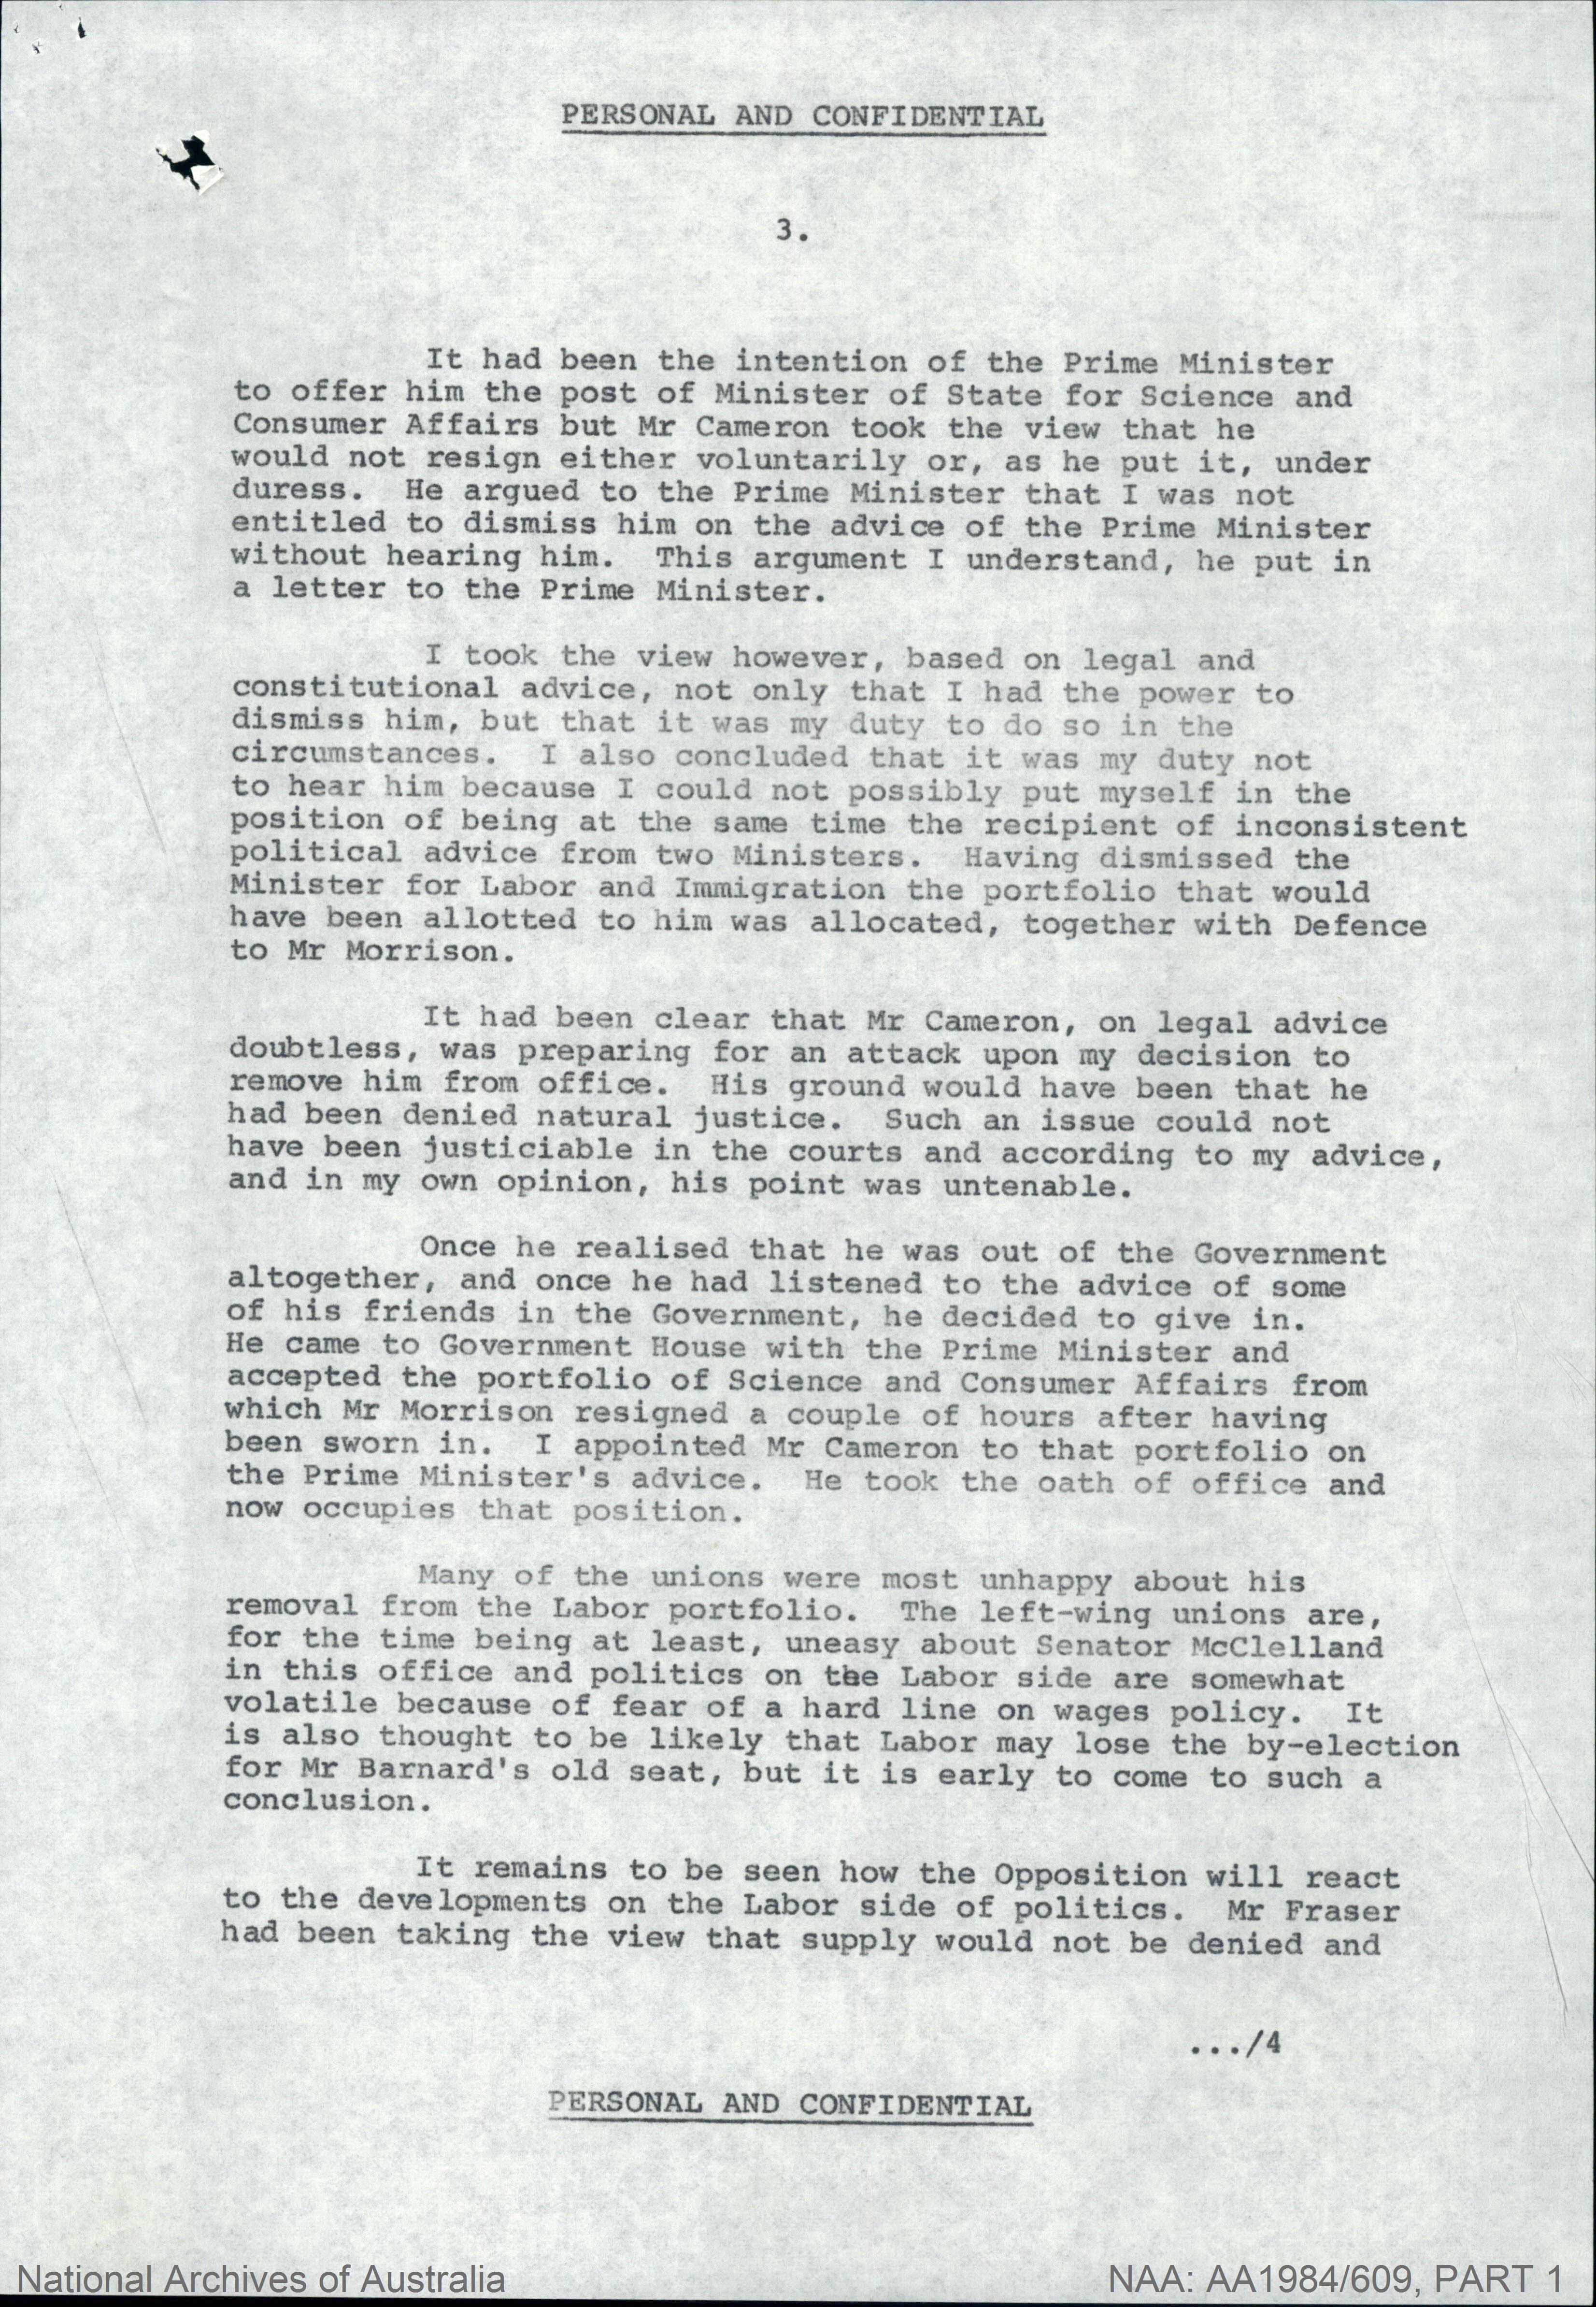 PERSONAL AND CONFIDENTIAL
3.
It had been the intention of the Prime Minister
to offer him the post of Minister of State for Science and
Consumer Affairs but Mr Cameron took the view that he
would not resign either voluntarily or, as he put it, under
duress. He argued to the Prime Minister that I was not
entitled to dismiss him on the advice of the Prime Minister
without hearing him. This argument I understand, he put in
a letter to the Prime Minister.
I took the view however, based on legal and
constitutional advice, not only that I had the power to
dismiss him, but that it was my duty to do so in the
circumstances. I also concluded that it was my duty not
to hear him because I could not possibly put myself in the
position of being at the same time the recipient of inconsistent
political advice from two Ministers. Having dismissed the
Minister for Labor and Immigration the portfolio that would
have been allotted to him was allocated, together with Defence
to Mr Morrison.
It had been clear that Mr Cameron, on legal advice
doubtless, was preparing for an attack upon my decision to
remove him from office. His ground would have been that he
had been denied natural justice. Such an issue could not
have been justiciable in the courts and according to my advice,
and in my own opinion, his point was untenable.
Once he realised that he was out of the Government
altogether, and once he had listened to the advice of some
of his friends in the Government, he decided to give in.
He came to Government House with the Prime Minister and
accepted the portfolio of Science and Consumer Affairs from
which Mr Morrison resigned a couple of hours after having
been sworn in. I appointed Mr Cameron to that portfolio on
the Prime Minister's advice. He took the oath of office and
now occupies that position.
Many of the unions were most unhappy about his
removal from the Labor portfolio. The left-wing unions are,
for the time being at least, uneasy about Senator McClelland
in this office and politics on the Labor side are somewhat
volatile because of fear of a hard line on wages policy. It
is also thought to be likely that Labor may lose the by-election
for Mr Barnard's old seat, but it is early to come to such a
conclusion.
It remains to be seen how the Opposition will react
to the developments on the Labor side of politics. Mr Fraser
had been taking the view that supply would not be denied and
.../4
PERSONAL AND CONFIDENTIAL
National Archives of Australia
NAA: AA1984/609, PART 1